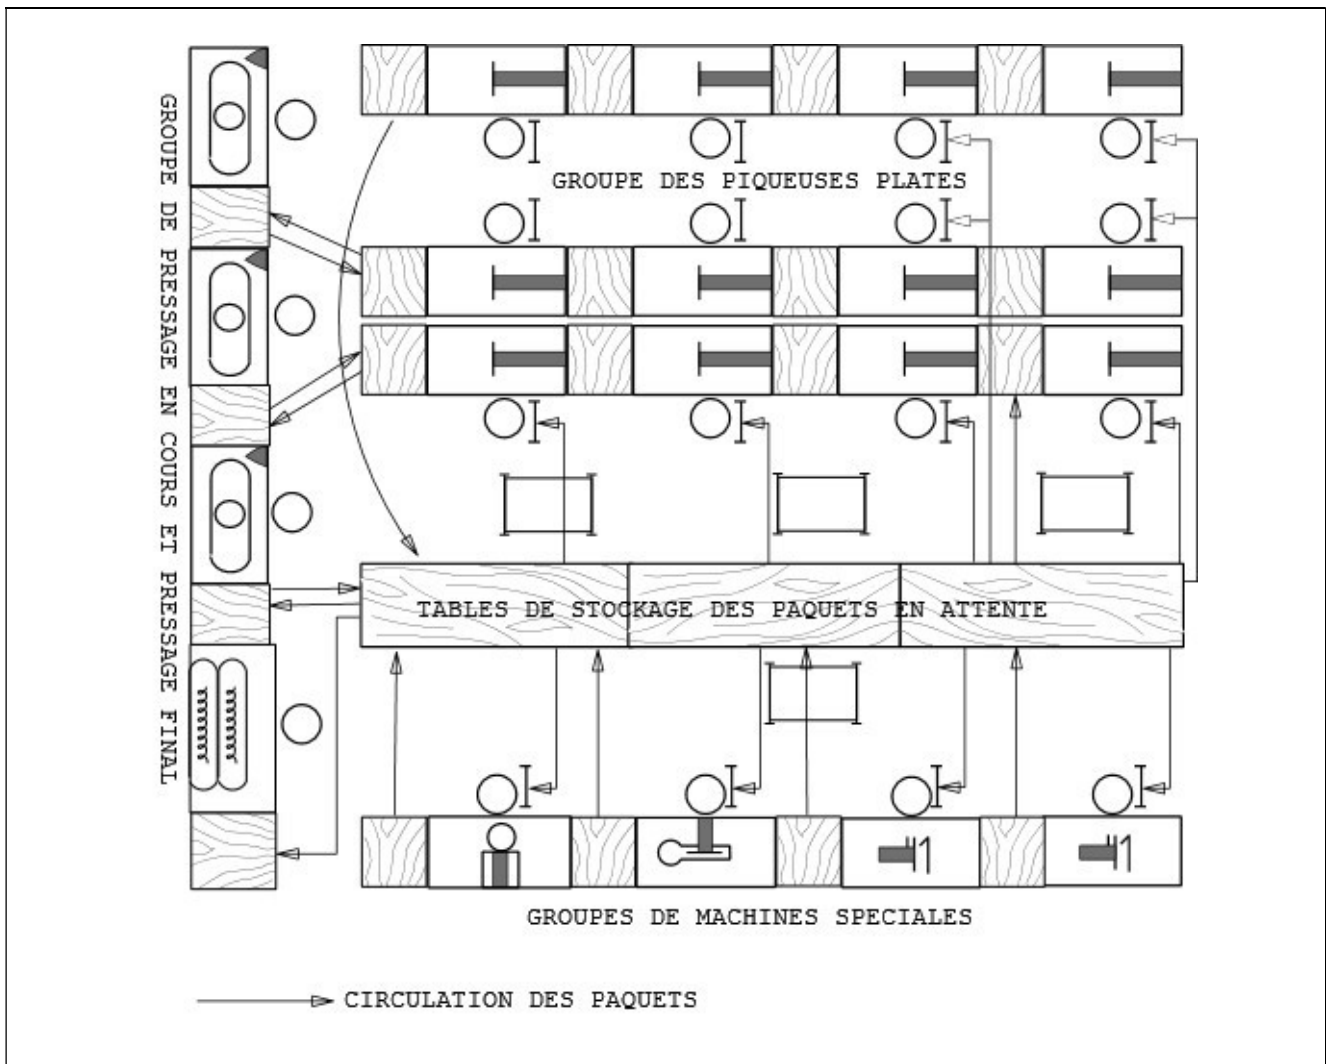 GROUPE DE PRESSAGE EN COURS ET PRESSAGE FINAL
GROUPE DES PIQUEUSES PLATES
TABLES DE STOCKAGE DES PAQUETS EN ATTENTE
GROUPES DE MACHINES SPECIALES
CIRCULATION DES PAQUETS